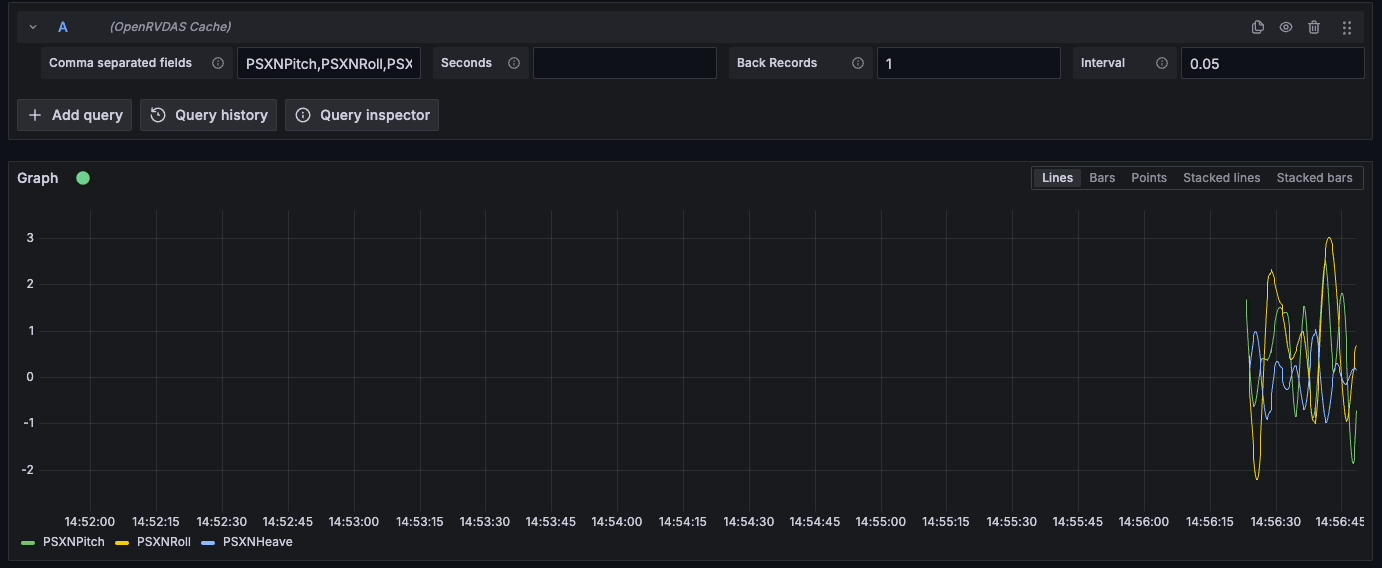 A (OpenRVDAS Cache)
Comma separated fields PSXNPitch,PSXNRoll,PSX Seconds Back Records 1 Interval 0.05
+ Add query Query history Query inspector
Graph Lines Bars Points Stacked lines Stacked bars
3
2
1
0
-1
-2
14:52:00 14:52:15 14:52:30 14:52:45 14:53:00 14:53:15 14:53:30 14:53:45 14:54:00 14:54:15 14:54:30 14:54:45 14:55:00 14:55:15 14:55:30 14:55:45 14:56:00 14:56:15 14:56:30 14:56:45
PSXNPitch PSXNRoll PSXNHeave